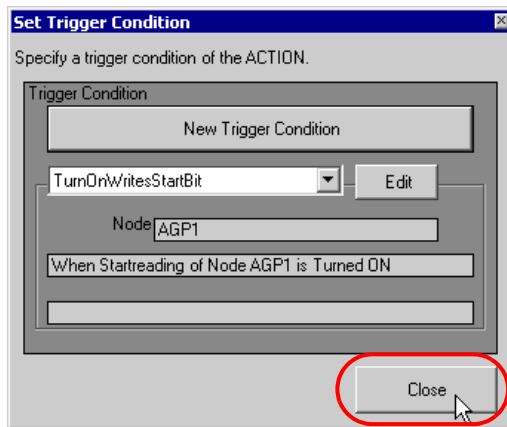 Set Trigger Condition
Specify a trigger condition of the ACTION.
Trigger Condition
New Trigger Condition
TurnOnWritesStartBit
Edit
Node AGP1
When Startreading of Node AGP1 is Turned ON
Close